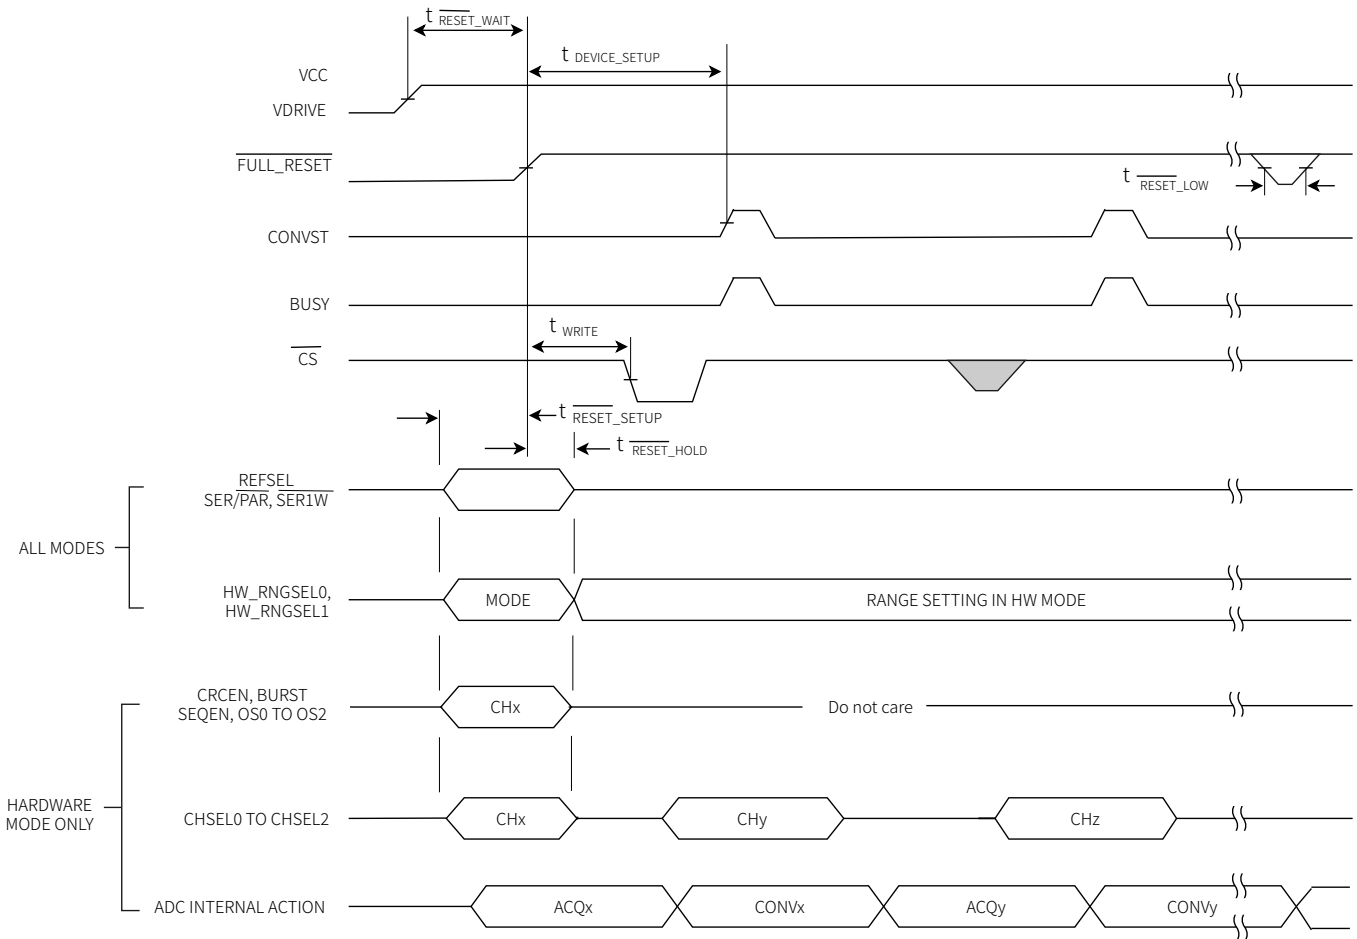 t RESET_WAIT
t DEVICE_SETUP
VCC
VDRIVE
FULL_RESET
t RESET_LOW
CONVST
BUSY
t WRITE
CS
t RESET_SETUP
t RESET_HOLD
REFSEL
SER/PAR, SER1W
ALL MODES
HW_RNGSEL0,
HW_RNGSEL1
MODE
RANGE SETTING IN HW MODE
CRCEN, BURST
SEQEN, OS0 TO OS2
CHx
Do not care
HARDWARE
MODE ONLY
CHSEL0 TO CHSEL2
CHx
CHy
CHz
ADC INTERNAL ACTION
ACQx
CONVx
ACQy
CONVy